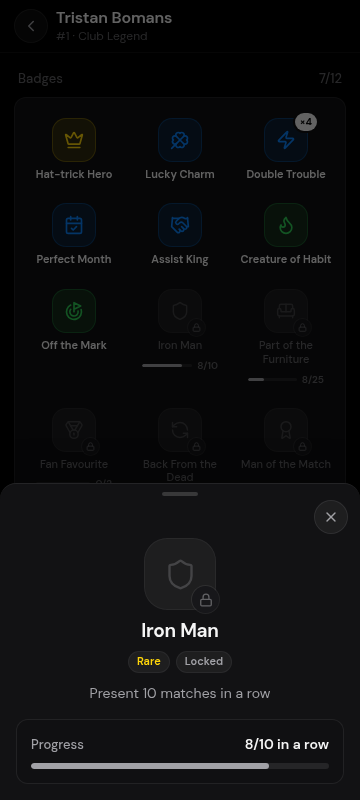 Tristan Bomans
#1 · Club Legend
Badges 7/12
×4
Hat-trick Hero Lucky Charm Double Trouble
Perfect Month Assist King Creature of Habit
Off the Mark Iron Man Part of the
Furniture
8/10
8/25
Fan Favourite Back From the Man of the Match
Dead
Iron Man
Rare Locked
Present 10 matches in a row
Progress 8/10 in a row